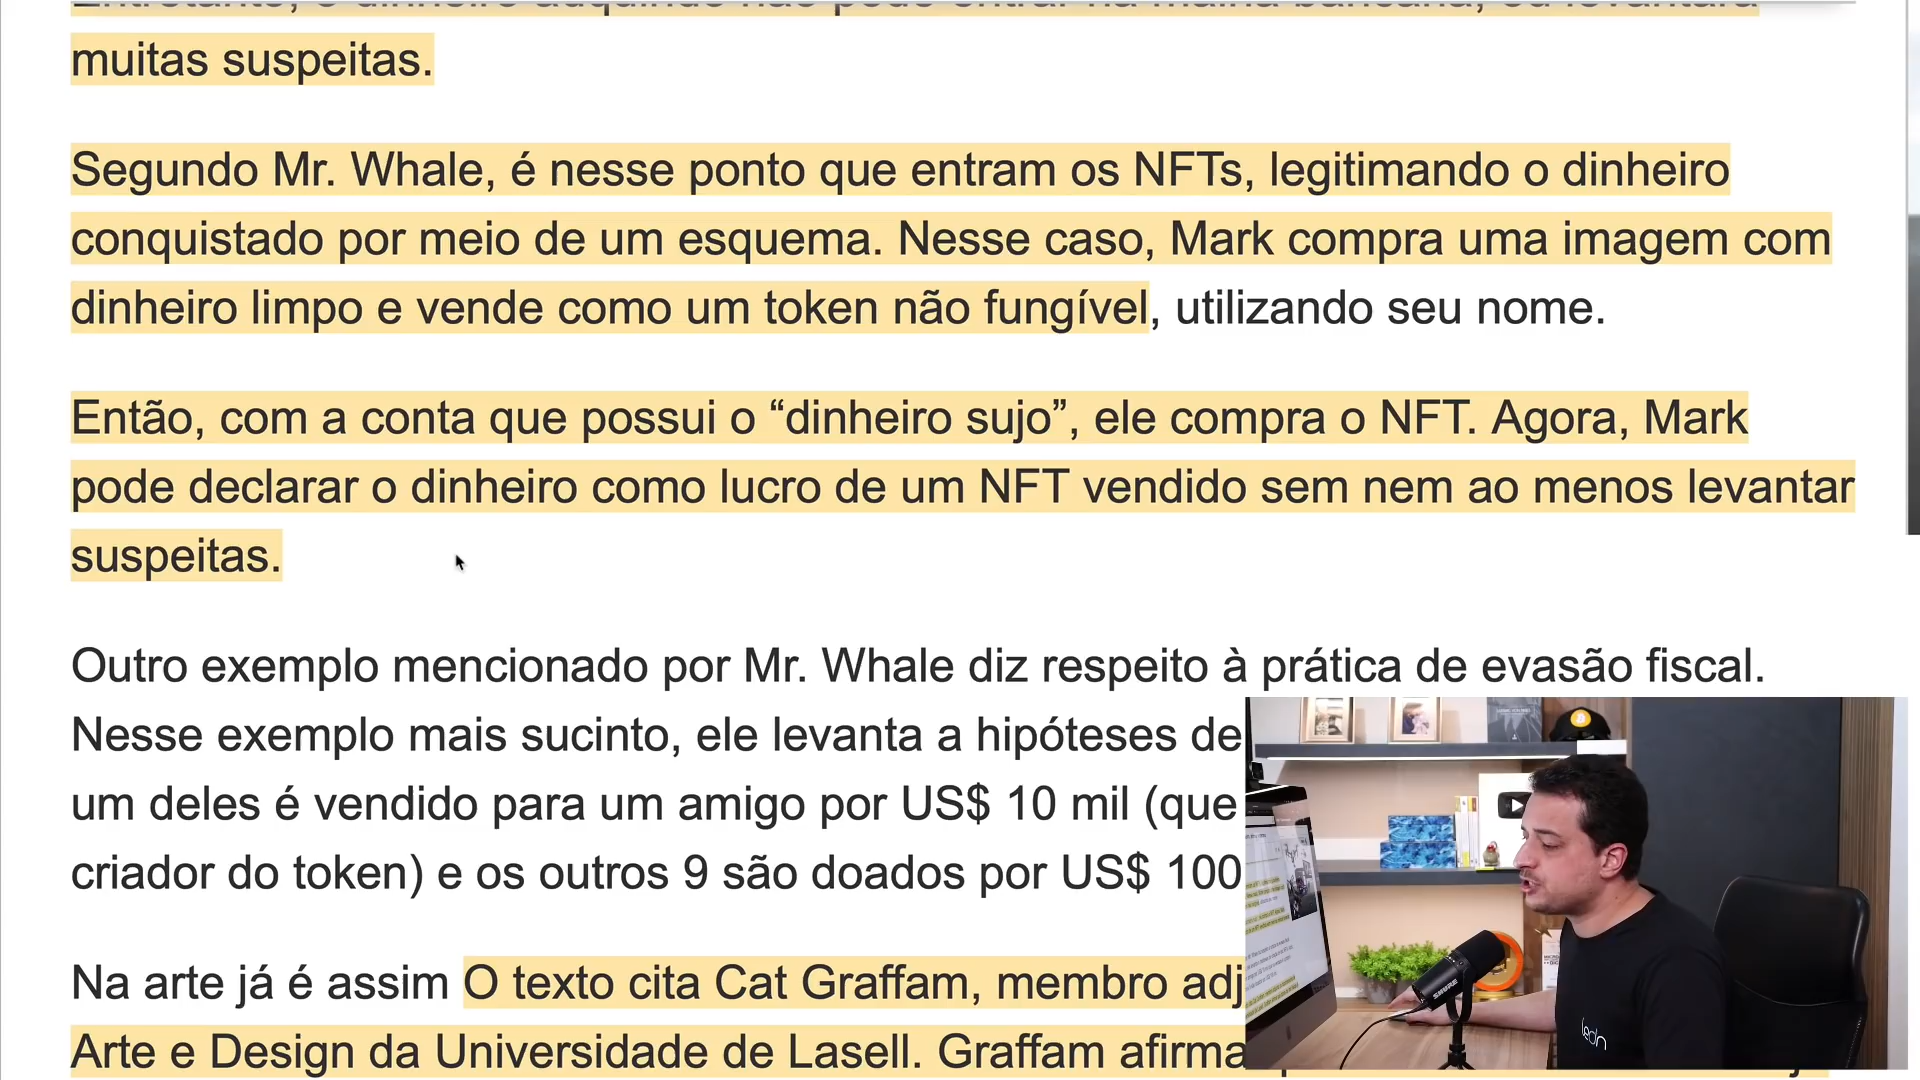 muitas suspeitas.
Segundo Mr. Whale, é nesse ponto que entram os NFTs, legitimando o dinheiro
conquistado por meio de um esquema. Nesse caso, Mark compra uma imagem com
dinheiro limpo e vende como um token não fungível, utilizando seu nome.
Então, com a conta que possui o “dinheiro sujo”, ele compra o NFT. Agora, Mark
pode declarar o dinheiro como lucro de um NFT vendido sem nem ao menos levantar
suspeitas.
Outro exemplo mencionado por Mr. Whale diz respeito à prática de evasão fiscal.
Nesse exemplo mais sucinto, ele levanta a hipóteses de
um deles é vendido para um amigo por US$ 10 mil (que
criador do token) e os outros 9 são doados por US$ 100
Na arte já é assim O texto cita Cat Graffam, membro adj
Arte e Design da Universidade de Lasell. Graffam afirma
SHURE
ledn